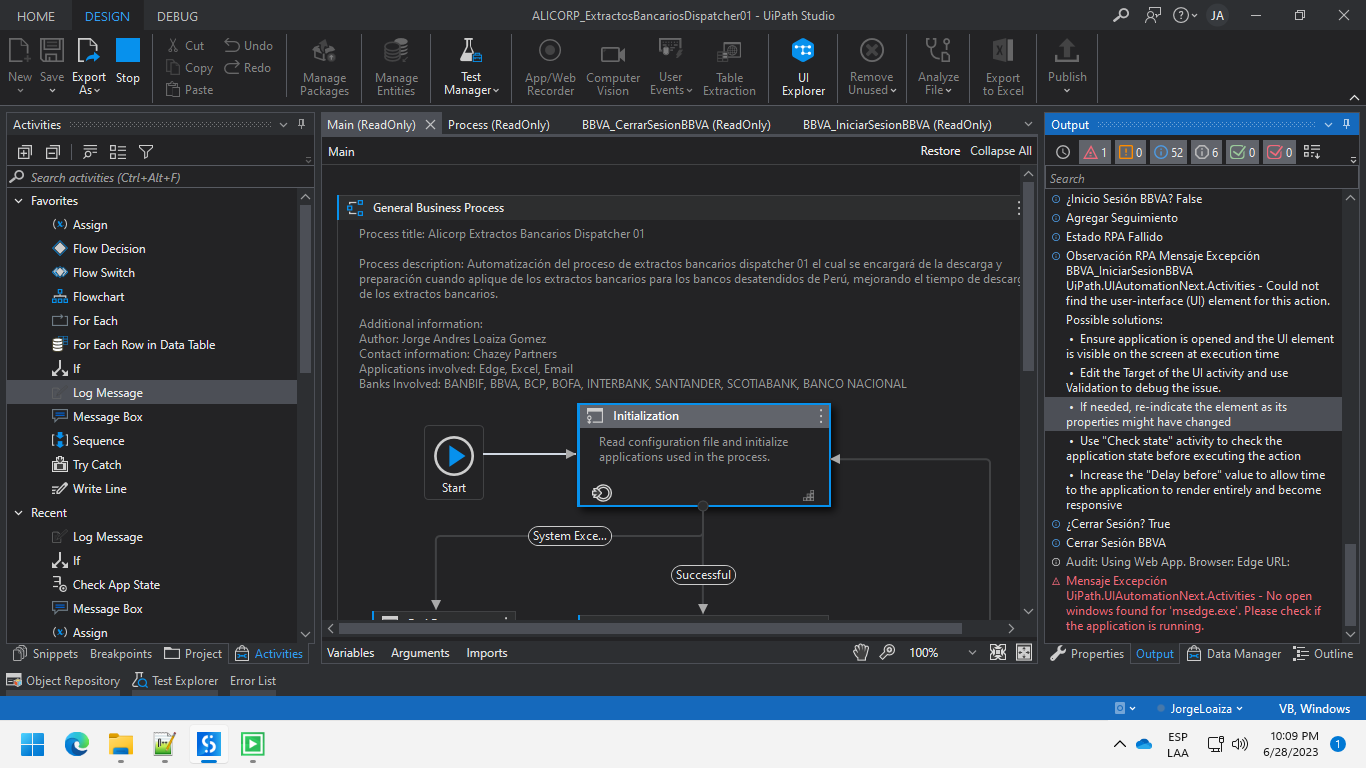 HOME
DESIGN
DEBUG
ALICORP_ExtractosBancariosDispatcher01 - UiPath Studio
JA
New
Save
Export As
Stop
Cut
Copy
Paste
Undo
Redo
Manage Packages
Manage Entities
Test Manager
App/Web Recorder
Computer Vision
User Events
Table Extraction
UI Explorer
Remove Unused
Analyze File
Export to Excel
Publish
Activities
Search activities (Ctrl+Alt+F)
Favorites
Assign
Flow Decision
Flow Switch
Flowchart
For Each
For Each Row in Data Table
If
Log Message
Message Box
Sequence
Try Catch
Write Line
Recent
Log Message
If
Check App State
Message Box
Assign
Snippets
Breakpoints
Project
Activities
Main (ReadOnly)
Process (ReadOnly)
BBVA_CerrarSesionBBVA (ReadOnly)
BBVA_IniciarSesionBBVA (ReadOnly)
Main
Restore
Collapse All
General Business Process
Process title: Alicorp Extractos Bancarios Dispatcher 01
Process description: Automatización del proceso de extractos bancarios dispatcher 01 el cual se encargará de la descarga y
preparación cuando aplique de los extractos bancarios para los bancos desatendidos de Perú, mejorando el tiempo de descarg
de los extractos bancarios.
Additional information:
Author: Jorge Andres Loaiza Gomez
Contact information: Chazey Partners
Applications involved: Edge, Excel, Email
Banks Involved: BANBIF, BBVA, BCP, BOFA, INTERBANK, SANTANDER, SCOTIABANK, BANCO NACIONAL
Start
Initialization
Read configuration file and initialize
applications used in the process.
System Exce...
Successful
Variables
Arguments
Imports
100%
Output
1
0
52
6
0
0
Search
¿Inicio Sesión BBVA? False
Agregar Seguimiento
Estado RPA Fallido
Observación RPA Mensaje Excepción
BBVA_IniciarSesionBBVA
UiPath.UIAutomationNext.Activities - Could not
find the user-interface (UI) element for this action.
Possible solutions:
• Ensure application is opened and the UI element
is visible on the screen at execution time
• Edit the Target of the UI activity and use
Validation to debug the issue.
• If needed, re-indicate the element as its
properties might have changed
• Use "Check state" activity to check the
application state before executing the action
• Increase the "Delay before" value to allow time
to the application to render entirely and become
responsive
¿Cerrar Sesión? True
Cerrar Sesión BBVA
Audit: Using Web App. Browser: Edge URL:
Mensaje Excepción
UiPath.UIAutomationNext.Activities - No open
windows found for 'msedge.exe'. Please check if
the application is running.
Properties
Output
Data Manager
Outline
Object Repository
Test Explorer
Error List
JorgeLoaiza
VB, Windows
ESP
LAA
10:09 PM
6/28/2023
1